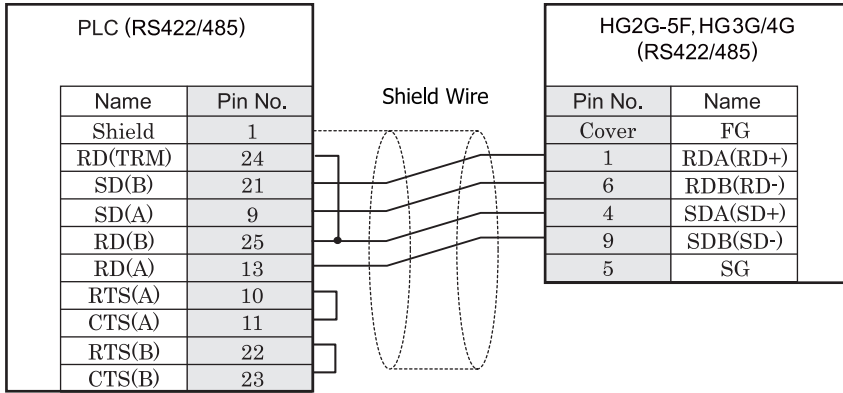 PLC (RS422/485)
HG2G-5F, HG3G/4G
(RS422/485)
Shield Wire
Name Pin No.
Shield 1
RD(TRM) 24
SD(B) 21
SD(A) 9
RD(B) 25
RD(A) 13
RTS(A) 10
CTS(A) 11
RTS(B) 22
CTS(B) 23
Pin No. Name
Cover FG
1 RDA(RD+)
6 RDB(RD-)
4 SDA(SD+)
9 SDB(SD-)
5 SG